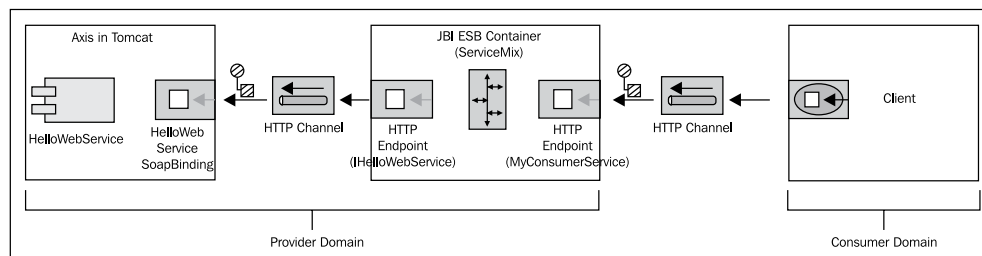 Axis in Tomcat
HelloWebService
HelloWeb
Service
SoapBinding
HTTP Channel
JBI ESB Container
(ServiceMix)
HTTP
Endpoint
(IHelloWebService)
HTTP
Endpoint
(MyConsumerService)
HTTP Channel
Client
Provider Domain
Consumer Domain